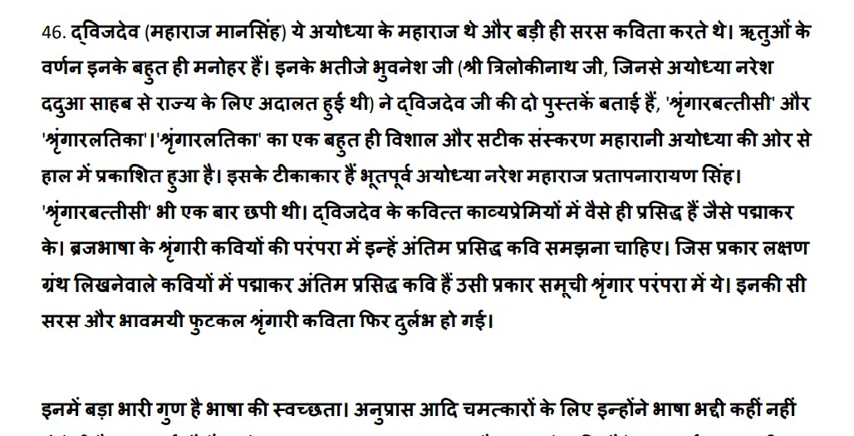 46. द्विजदेव (महाराज मानसिंह) ये अयोध्या के महाराज थे और बड़ी ही सरस कविता करते थे। ऋतुओं के
वर्णन इनके बहुत ही मनोहर हैं। इनके भतीजे भुवनेश जी (श्री त्रिलोकीनाथ जी, जिनसे अयोध्या नरेश
ददुआ साहब से राज्य के लिए अदालत हुई थी) ने द्विजदेव जी की दो पुस्तकें बताई हैं, 'श्रृंगारबत्तीसी' और
'श्रृंगारलतिका'।'श्रृंगारलतिका' का एक बहुत ही विशाल और सटीक संस्करण महारानी अयोध्या की ओर से
हाल में प्रकाशित हुआ है। इसके टीकाकार हैं भूतपूर्व अयोध्या नरेश महाराज प्रतापनारायण सिंह।
'श्रृंगारबत्तीसी' भी एक बार छपी थी। द्विजदेव के कवित्त काव्यप्रेमियों में वैसे ही प्रसिद्ध हैं जैसे पद्माकर
के। ब्रजभाषा के श्रृंगारी कवियों की परंपरा में इन्हें अंतिम प्रसिद्ध कवि समझना चाहिए। जिस प्रकार लक्षण
ग्रंथ लिखनेवाले कवियों में पद्माकर अंतिम प्रसिद्ध कवि हैं उसी प्रकार समूची श्रृंगार परंपरा में ये। इनकी सी
सरस और भावमयी फुटकल श्रृंगारी कविता फिर दुर्लभ हो गई।
इनमें बड़ा भारी गुण है भाषा की स्वच्छता। अनुप्रास आदि चमत्कारों के लिए इन्होंने भाषा भद्दी कहीं नहीं